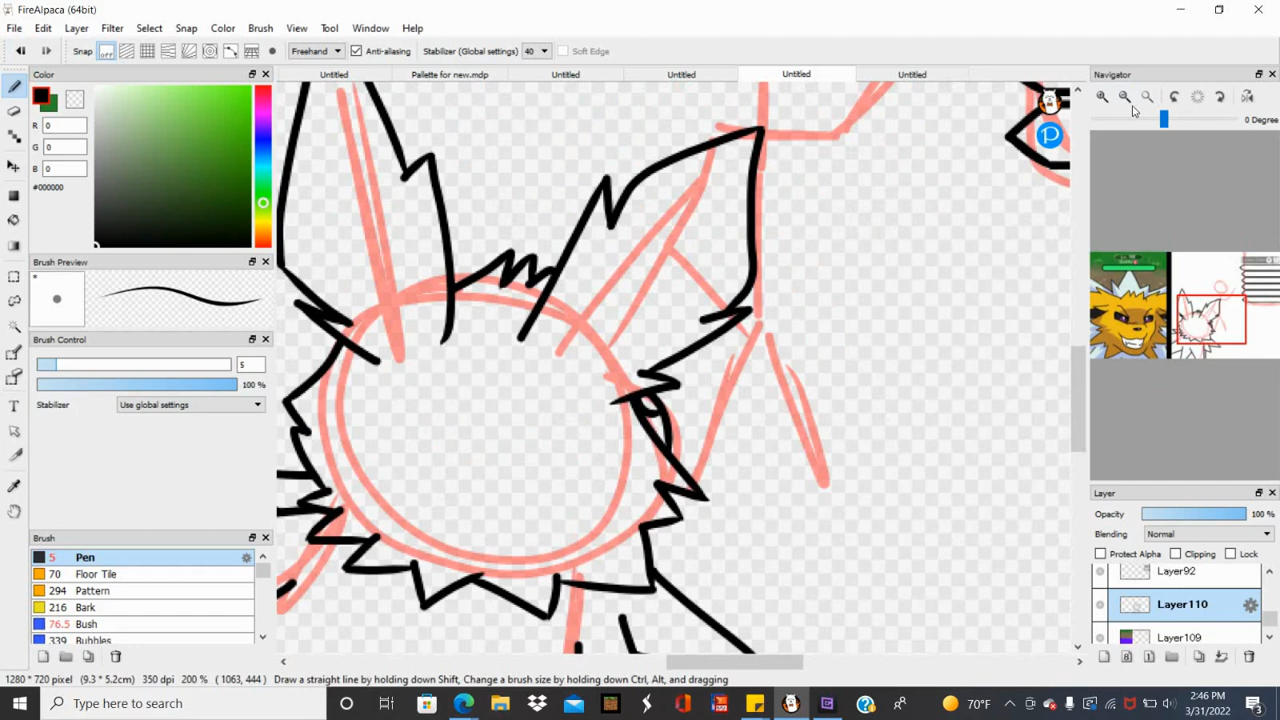 FireAlpaca (64bit)
File Edit Layer Filter Select Snap Color Brush View Tool Window Help
Snap off Freehand Anti-aliasing Stabilizer (Global settings) 40 Soft Edge
Color
Untitled Pallette for new.mdp Untitled Untitled Untitled Untitled
Navigator
R 0
G 0
B 0
#000000
0 Degree
Brush Preview
*
Brush Control
5
100 %
Stabilizer Use global settings
Brush
5 Pen
70 Floor Tile
294 Pattern
216 Bark
76.5 Bush
339 Bubbles
Layer
Opacity 100 %
Blending Normal
Protect Alpha Clipping Lock
Layer92
Layer110
Layer109
1280 * 720 pixel (9.3 * 5.2cm) 350 dpi 200 % ( 1063, 444 ) Draw a straight line by holding down Shift, Change a brush size by holding down Ctrl, Alt, and dragging
Type here to search
70°F
2:46 PM
3/31/2022